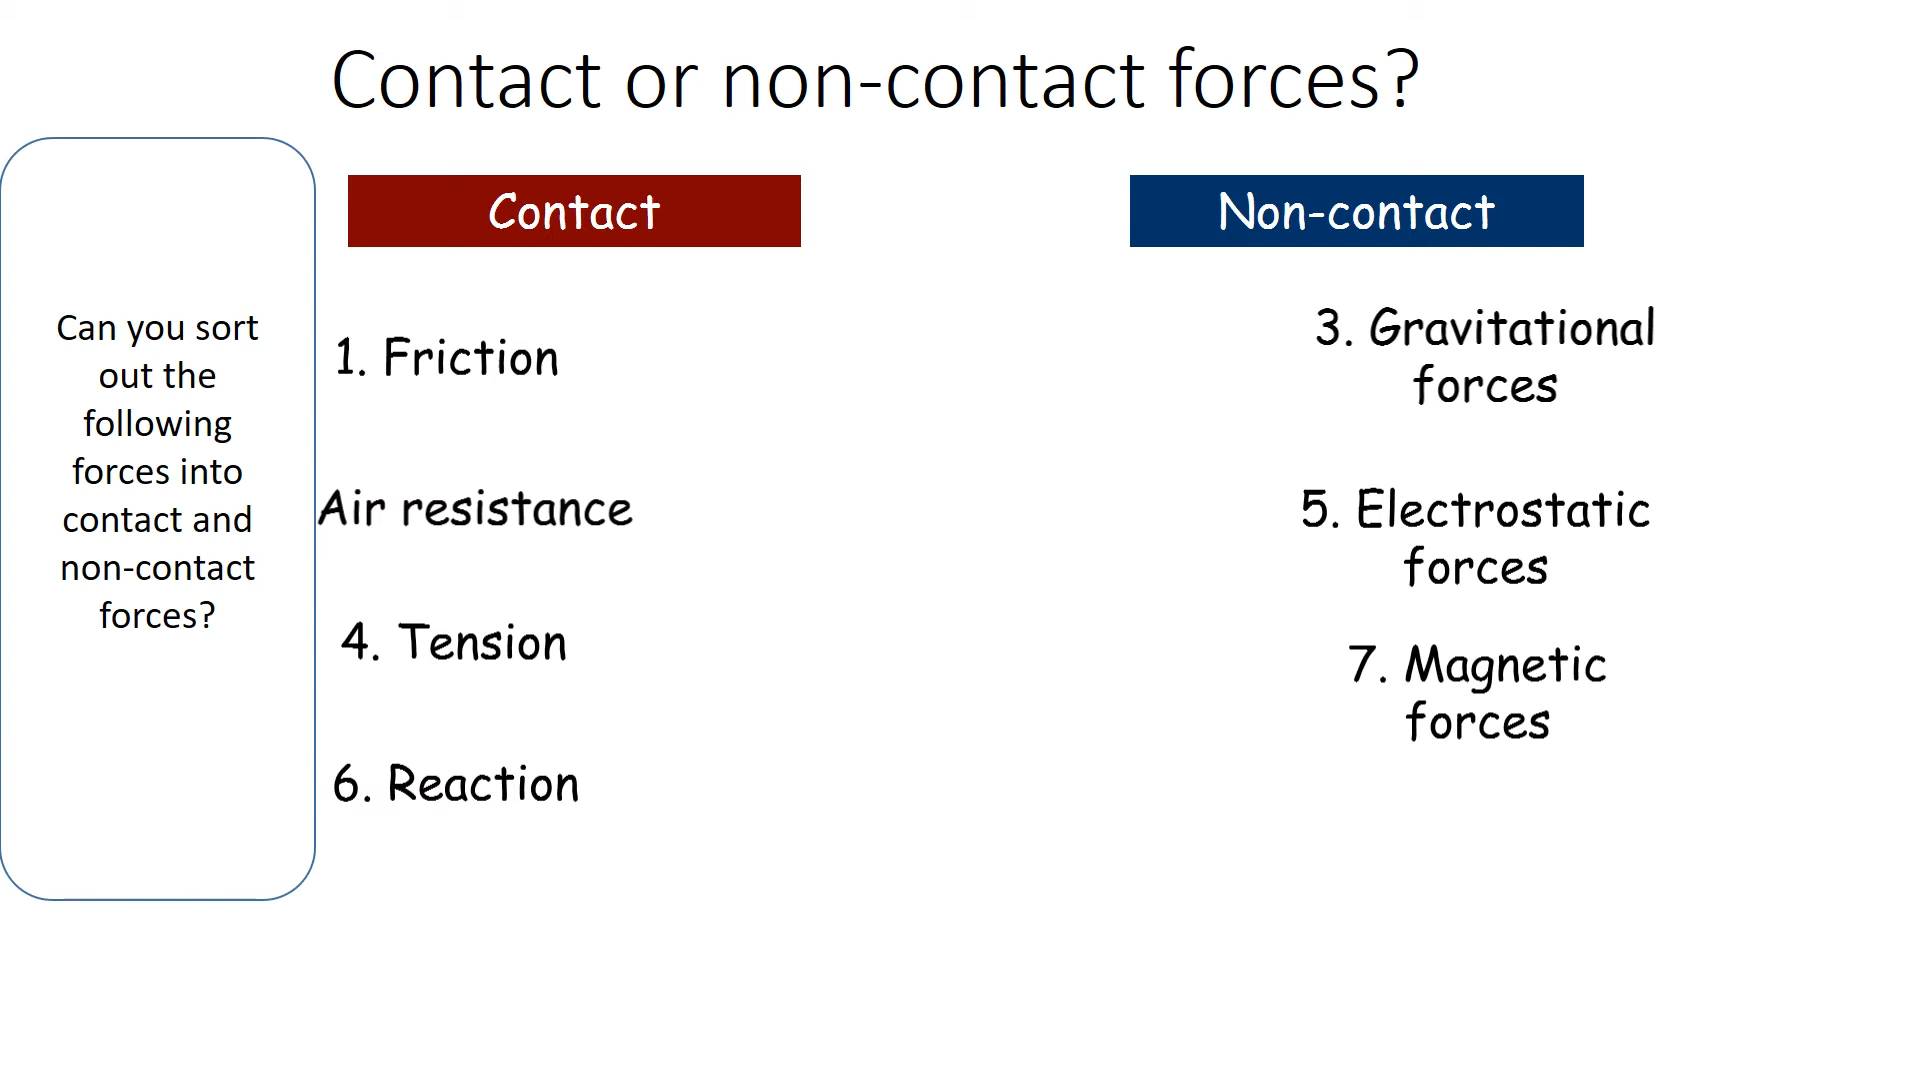 Contact or non-contact forces?
Can you sort
out the
following
forces into
contact and
non-contact
forces?
Contact
1. Friction
Air resistance
4. Tension
6. Reaction
Non-contact
3. Gravitational
forces
5. Electrostatic
forces
7. Magnetic
forces